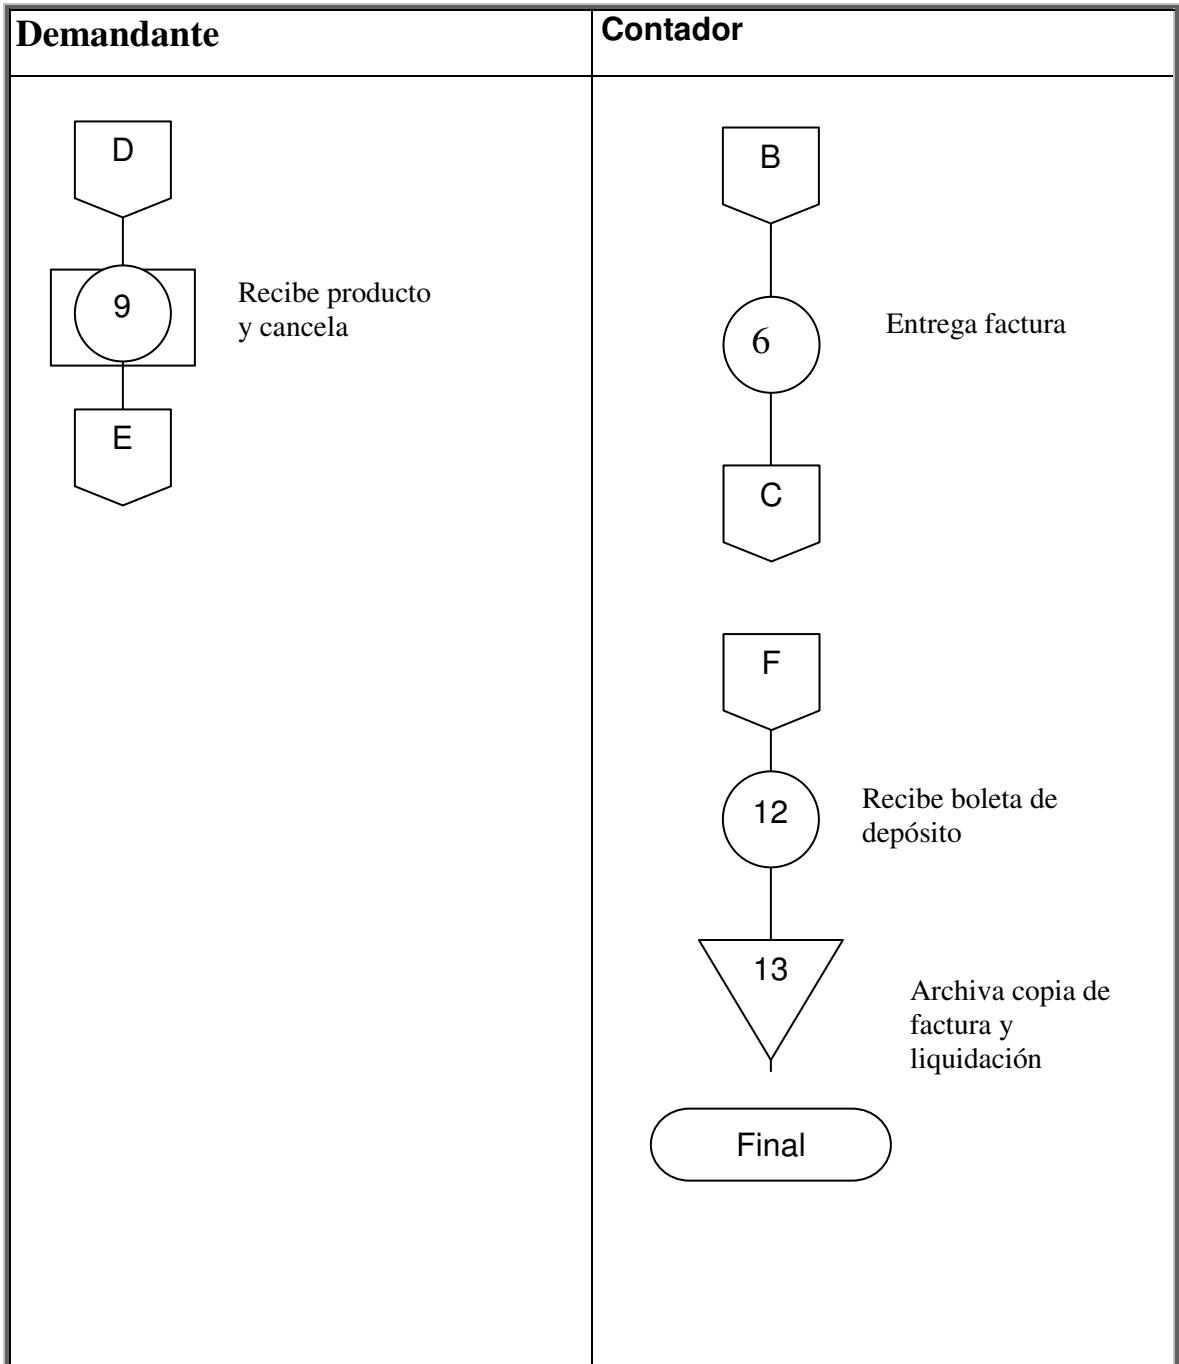 Demandante
Contador
D
9
Recibe producto
y cancela
E
B
6
Entrega factura
C
F
12
Recibe boleta de
depósito
13
Archiva copia de
factura y
liquidación
Final